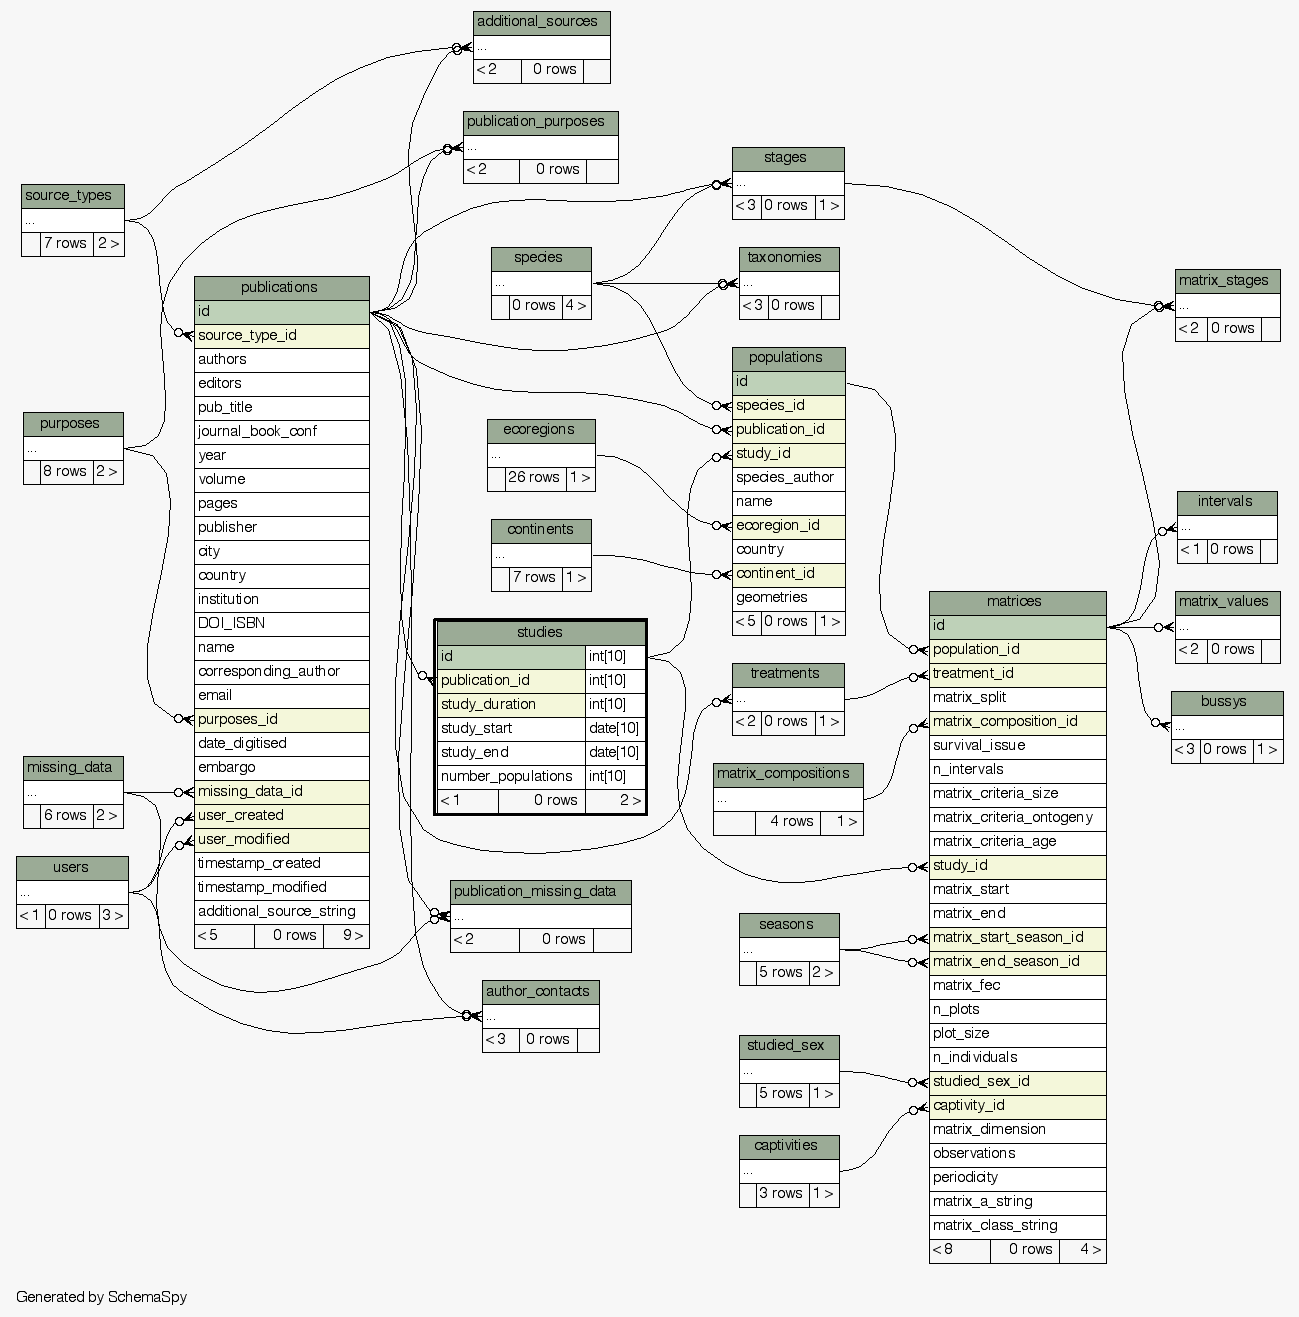 additional_sources
...
< 2 0 rows
publication_purposes
...
< 2 0 rows
stages
...
< 3 0 rows 1 >
source_types
...
7 rows 2 >
species
...
0 rows 4 >
taxonomies
...
< 3 0 rows
matrix_stages
...
< 2 0 rows
publications
id
source_type_id
authors
editors
pub_title
journal_book_conf
year
volume
pages
publisher
city
country
institution
DOI_ISBN
name
corresponding_author
email
purposes_id
date_digitised
embargo
missing_data_id
user_created
user_modified
timestamp_created
timestamp_modified
additional_source_string
< 5 0 rows 9 >
purposes
...
8 rows 2 >
populations
id
species_id
publication_id
study_id
species_author
name
ecoregion_id
country
continent_id
geometries
< 5 0 rows 1 >
ecoregions
...
26 rows 1 >
continents
...
7 rows 1 >
intervals
...
< 1 0 rows
matrices
id
population_id
treatment_id
matrix_split
matrix_composition_id
survival_issue
n_intervals
matrix_criteria_size
matrix_criteria_ontogeny
matrix_criteria_age
study_id
matrix_start
matrix_end
matrix_start_season_id
matrix_end_season_id
matrix_fec
n_plots
plot_size
n_individuals
studied_sex_id
captivity_id
matrix_dimension
observations
periodicity
matrix_a_string
matrix_class_string
< 8 0 rows 4 >
matrix_values
...
< 2 0 rows
studies
id int[10]
publication_id int[10]
study_duration int[10]
study_start date[10]
study_end date[10]
number_populations int[10]
< 1 0 rows 2 >
treatments
...
< 2 0 rows 1 >
bussys
...
< 3 0 rows 1 >
missing_data
...
6 rows 2 >
matrix_compositions
...
4 rows 1 >
users
...
< 1 0 rows 3 >
publication_missing_data
...
< 2 0 rows
seasons
...
5 rows 2 >
author_contacts
...
< 3 0 rows
studied_sex
...
5 rows 1 >
captivities
...
3 rows 1 >
Generated by SchemaSpy